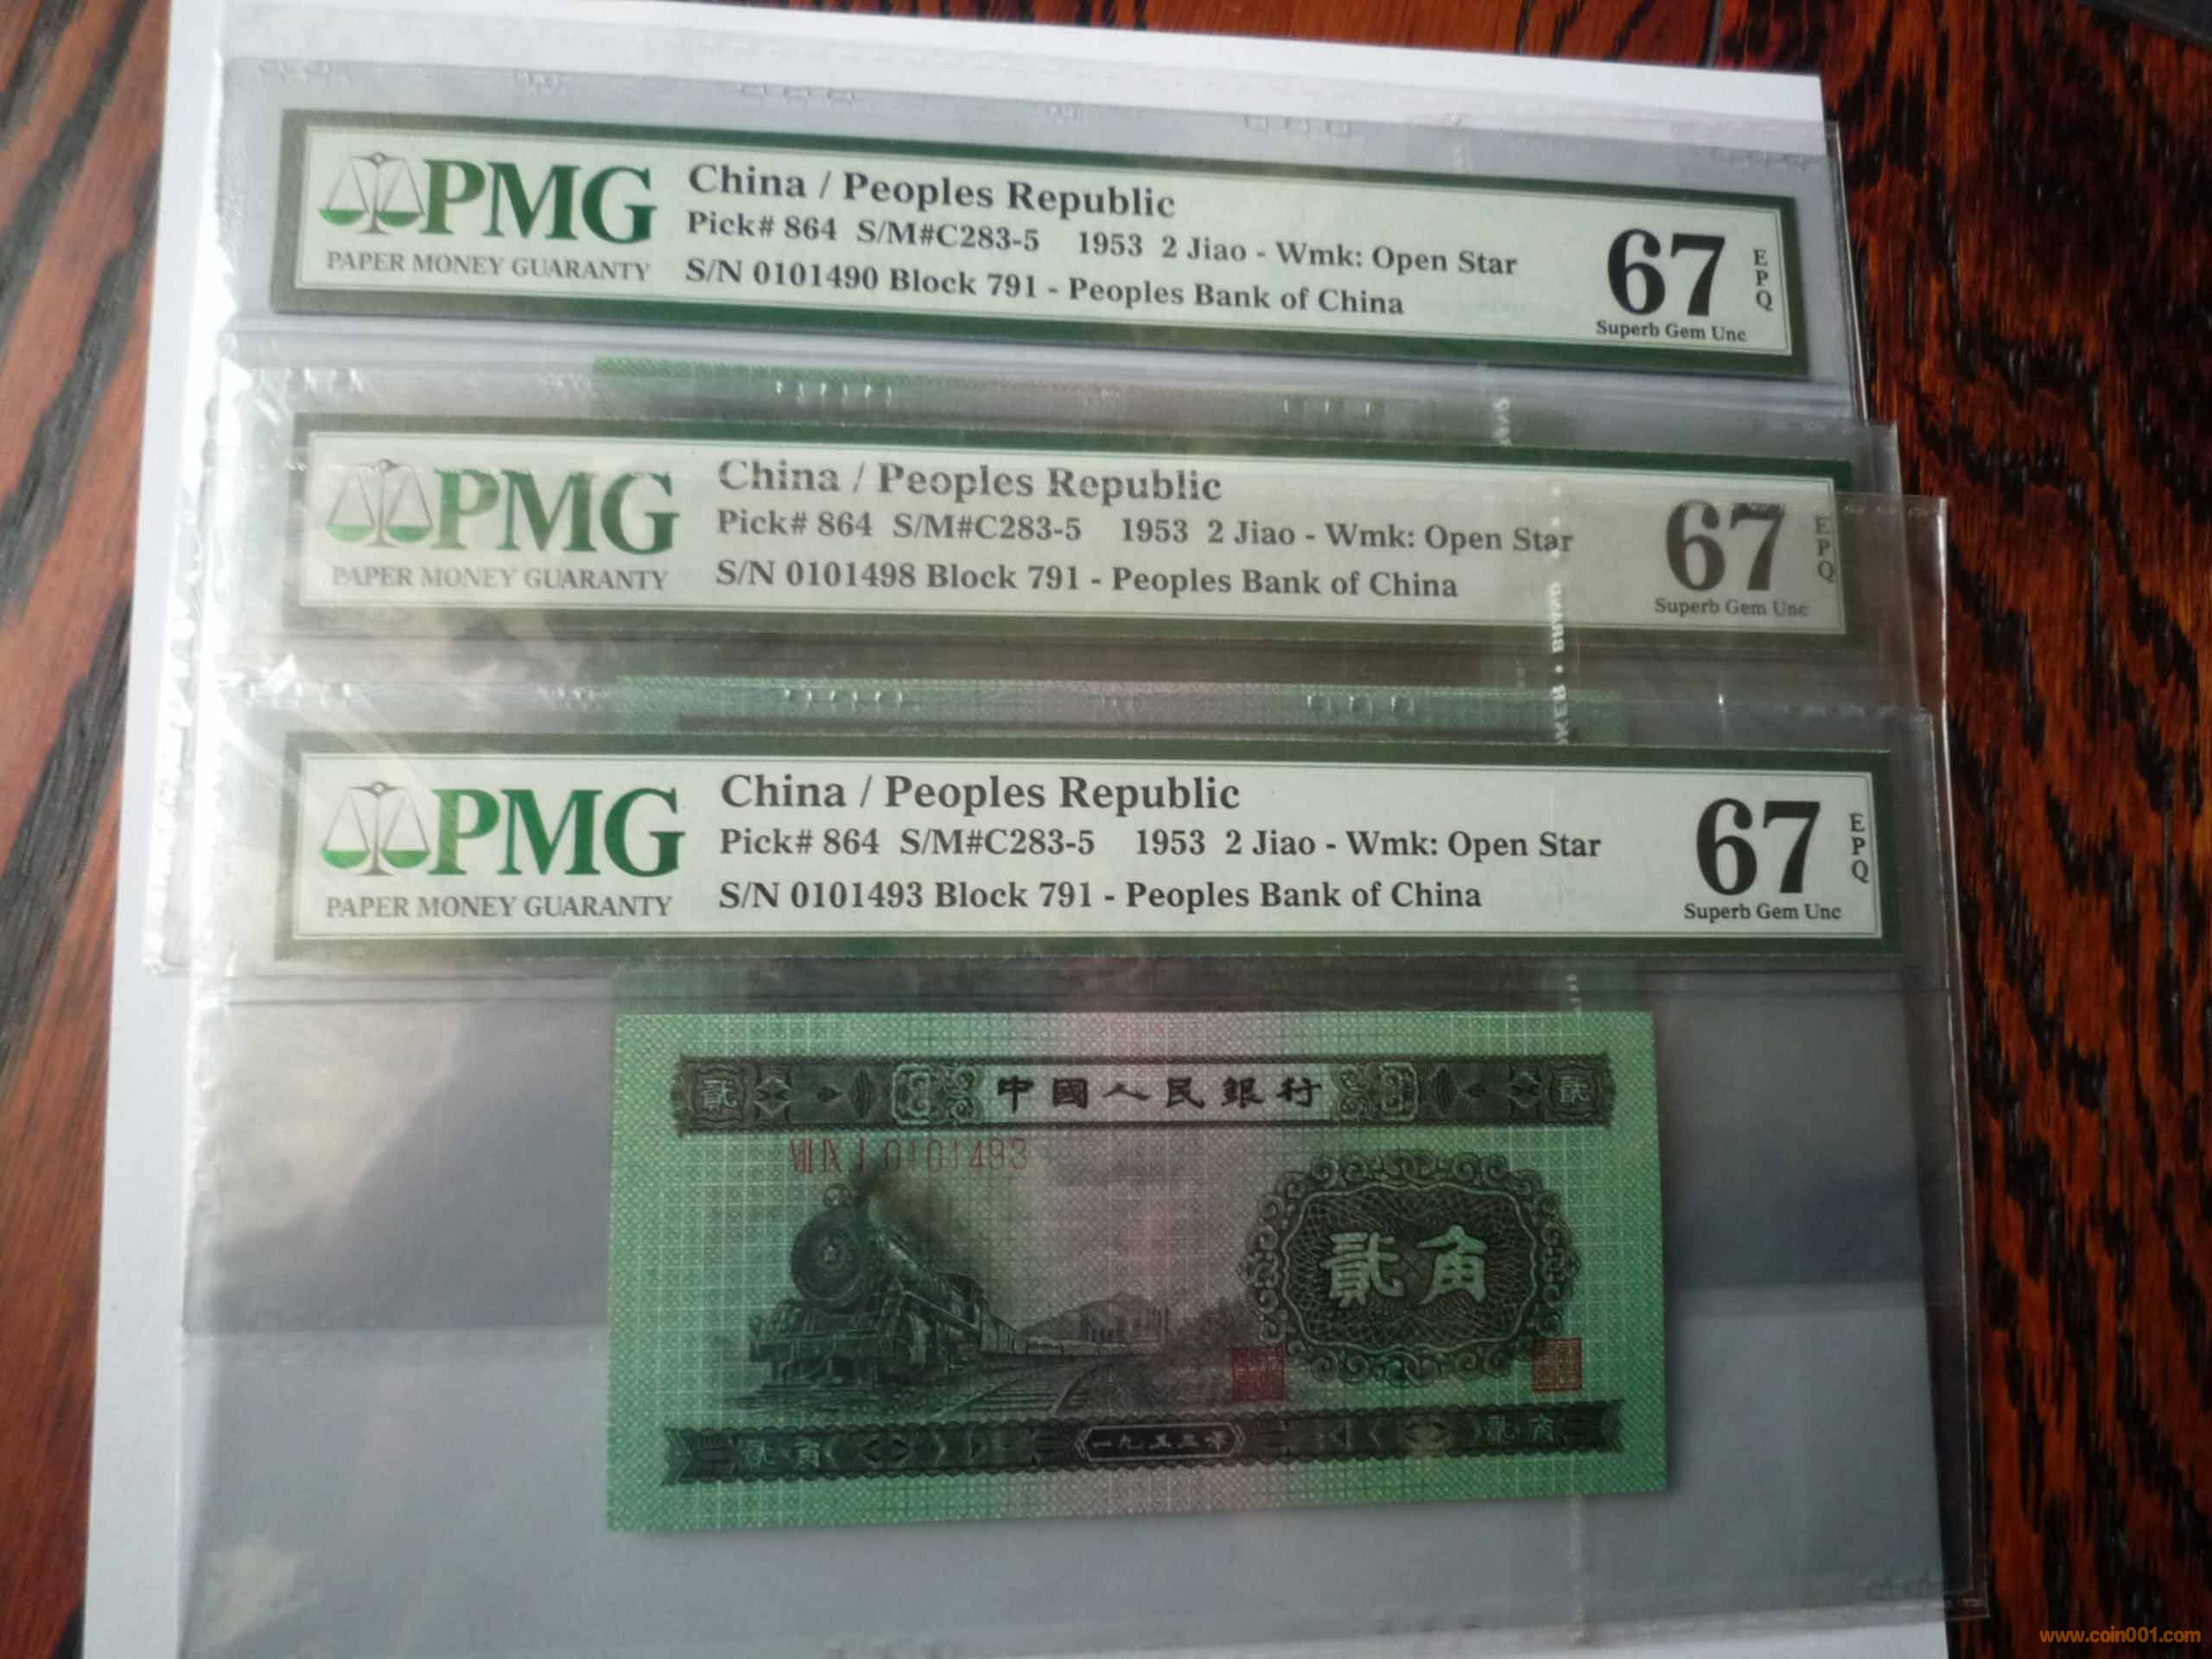 PMG
PAPER MONEY GUARANTY
China / Peoples Republic
Pick# 864 S/M#C283-5 1953 2 Jiao - Wmk: Open Star
S/N 0101490 Block 791 - Peoples Bank of China
67
EPQ
Superb Gem Unc
PMG
PAPER MONEY GUARANTY
China / Peoples Republic
Pick# 864 S/M#C283-5 1953 2 Jiao - Wmk: Open Star
S/N 0101498 Block 791 - Peoples Bank of China
67
EPQ
Superb Gem Unc
PMG
PAPER MONEY GUARANTY
China / Peoples Republic
Pick# 864 S/M#C283-5 1953 2 Jiao - Wmk: Open Star
S/N 0101493 Block 791 - Peoples Bank of China
67
EPQ
Superb Gem Unc
貳 中國人民銀行 貳
VII IX I 0101493
貳角
貳角 一九五三年 貳角
www.coin001.com